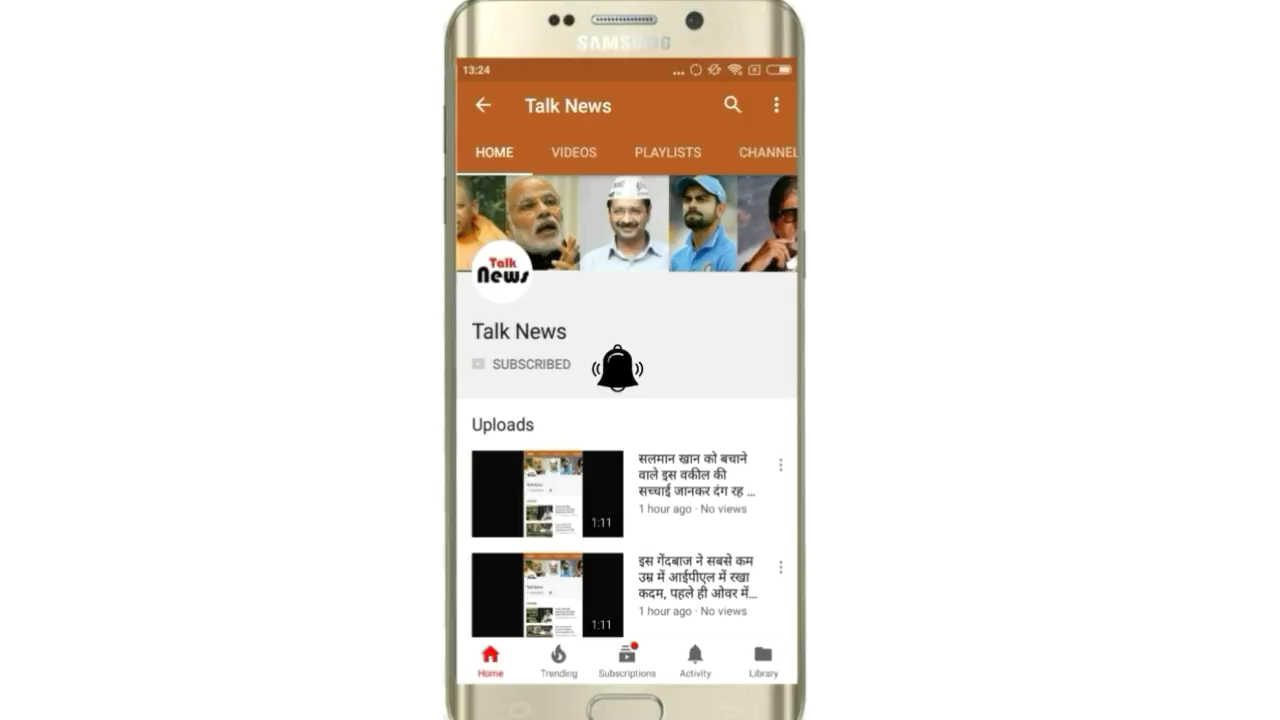 SAMSUNG
13:24
Talk News
HOME VIDEOS PLAYLISTS CHANNEL
Talk
News
Talk News
SUBSCRIBED
Uploads
सलमान खान को बचाने
वाले इस वकील की
सच्चाई जानकर दंग रह ...
1 hour ago · No views
1:11
इस गेंदबाज ने सबसे कम
उम्र में आईपीएल में रखा
कदम, पहले ही ओवर में...
1 hour ago · No views
1:11
Home Trending Subscriptions Activity Library